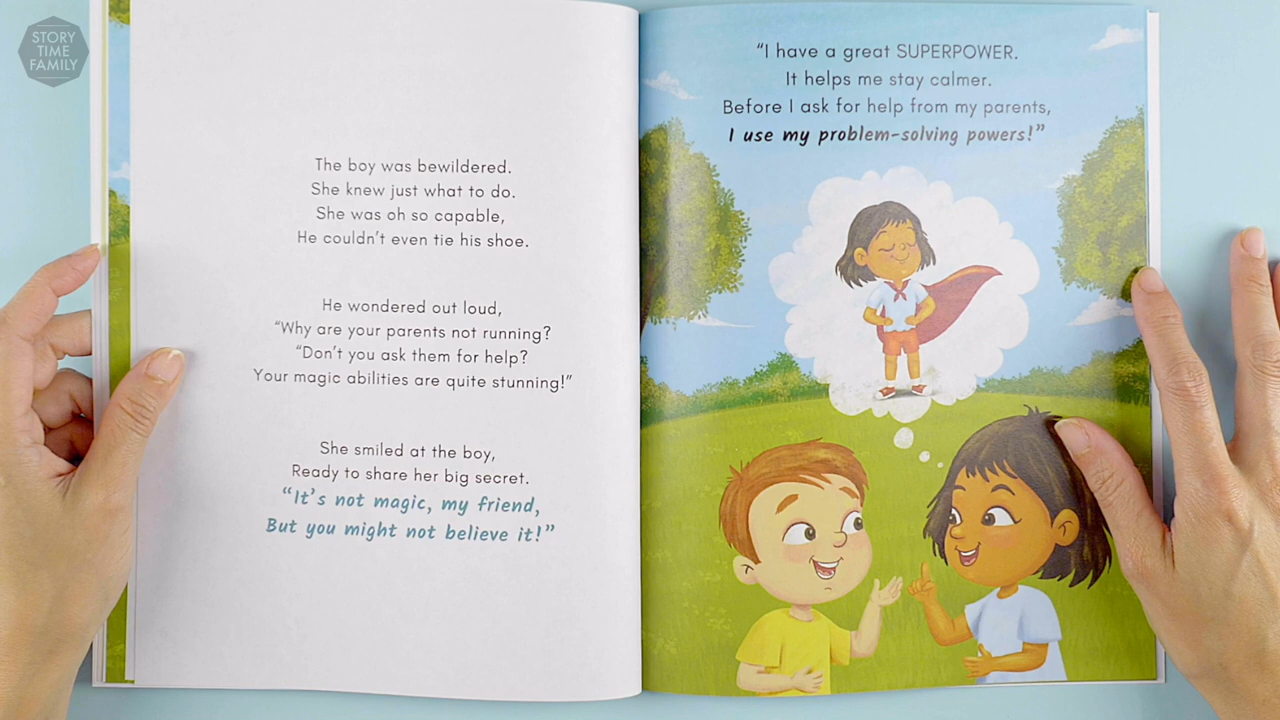 STORY
TIME
FAMILY
The boy was bewildered.
She knew just what to do.
She was oh so capable,
He couldn't even tie his shoe.
He wondered out loud,
“Why are your parents not running?
“Don't you ask them for help?
Your magic abilities are quite stunning!”
She smiled at the boy,
Ready to share her big secret.
“It's not magic, my friend,
But you might not believe it!”
“I have a great SUPERPOWER.
It helps me stay calmer.
Before I ask for help from my parents,
I use my problem-solving powers!”